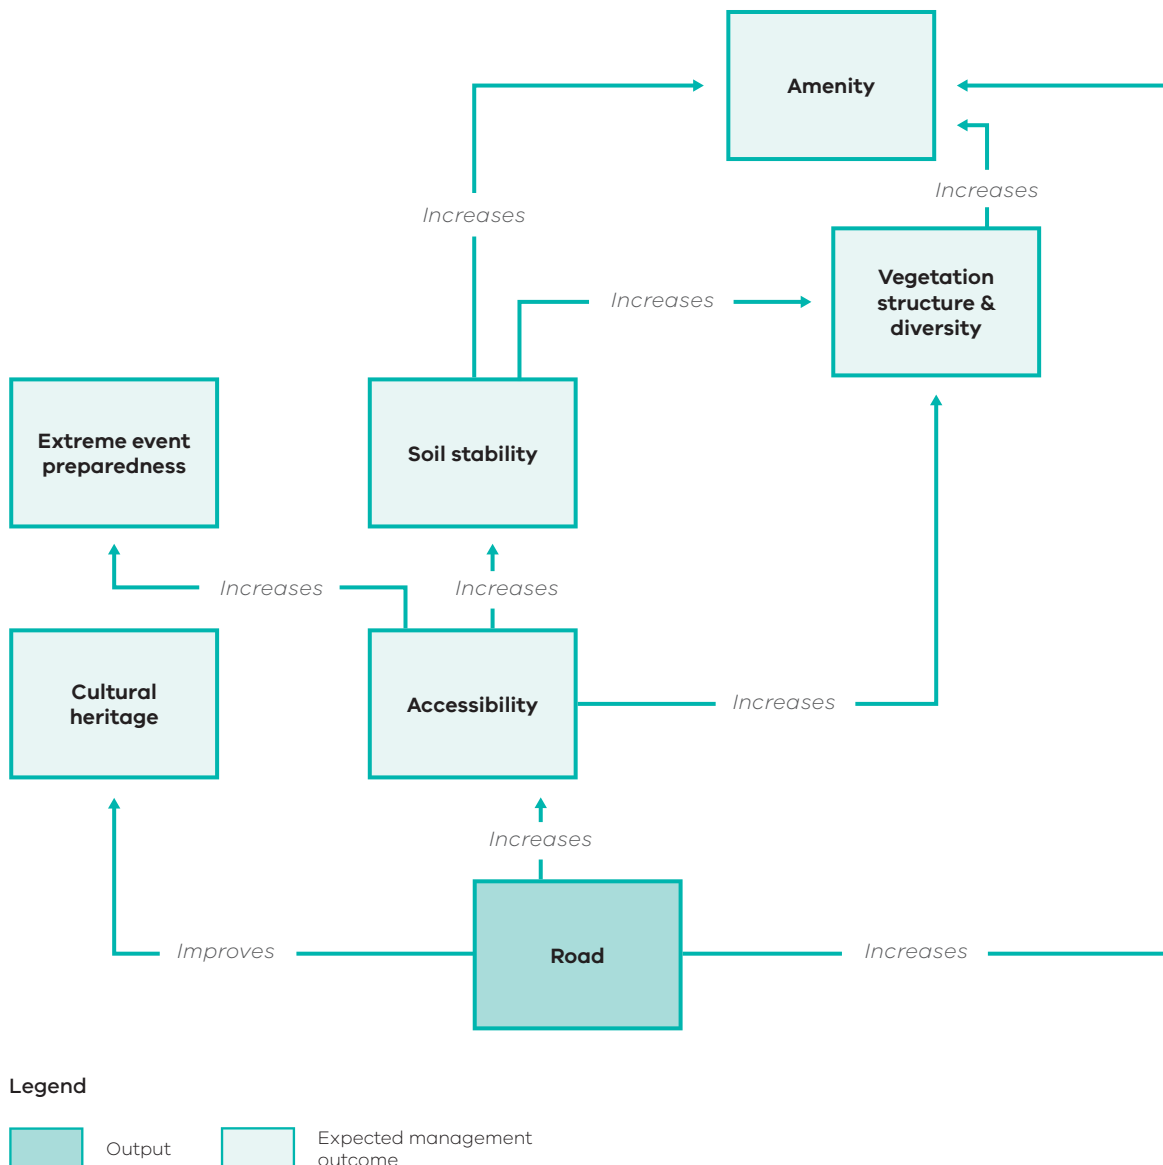 Amenity
Increases
Increases
Increases
Vegetation
structure &
diversity
Extreme event
preparedness
Soil stability
Increases
Increases
Cultural
heritage
Accessibility
Increases
Increases
Improves
Road
Increases
Legend
Output
Expected management
outcome